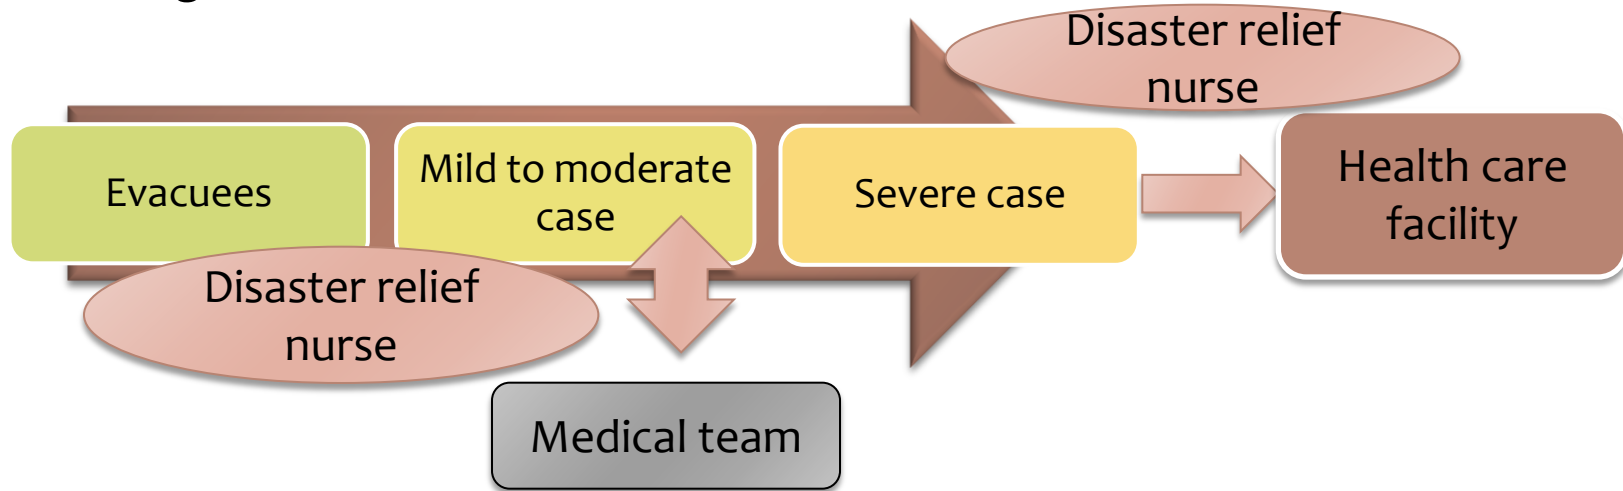 Disaster relief
nurse
Evacuees
Mild to moderate
case
Severe case
Health care
facility
Disaster relief
nurse
Medical team